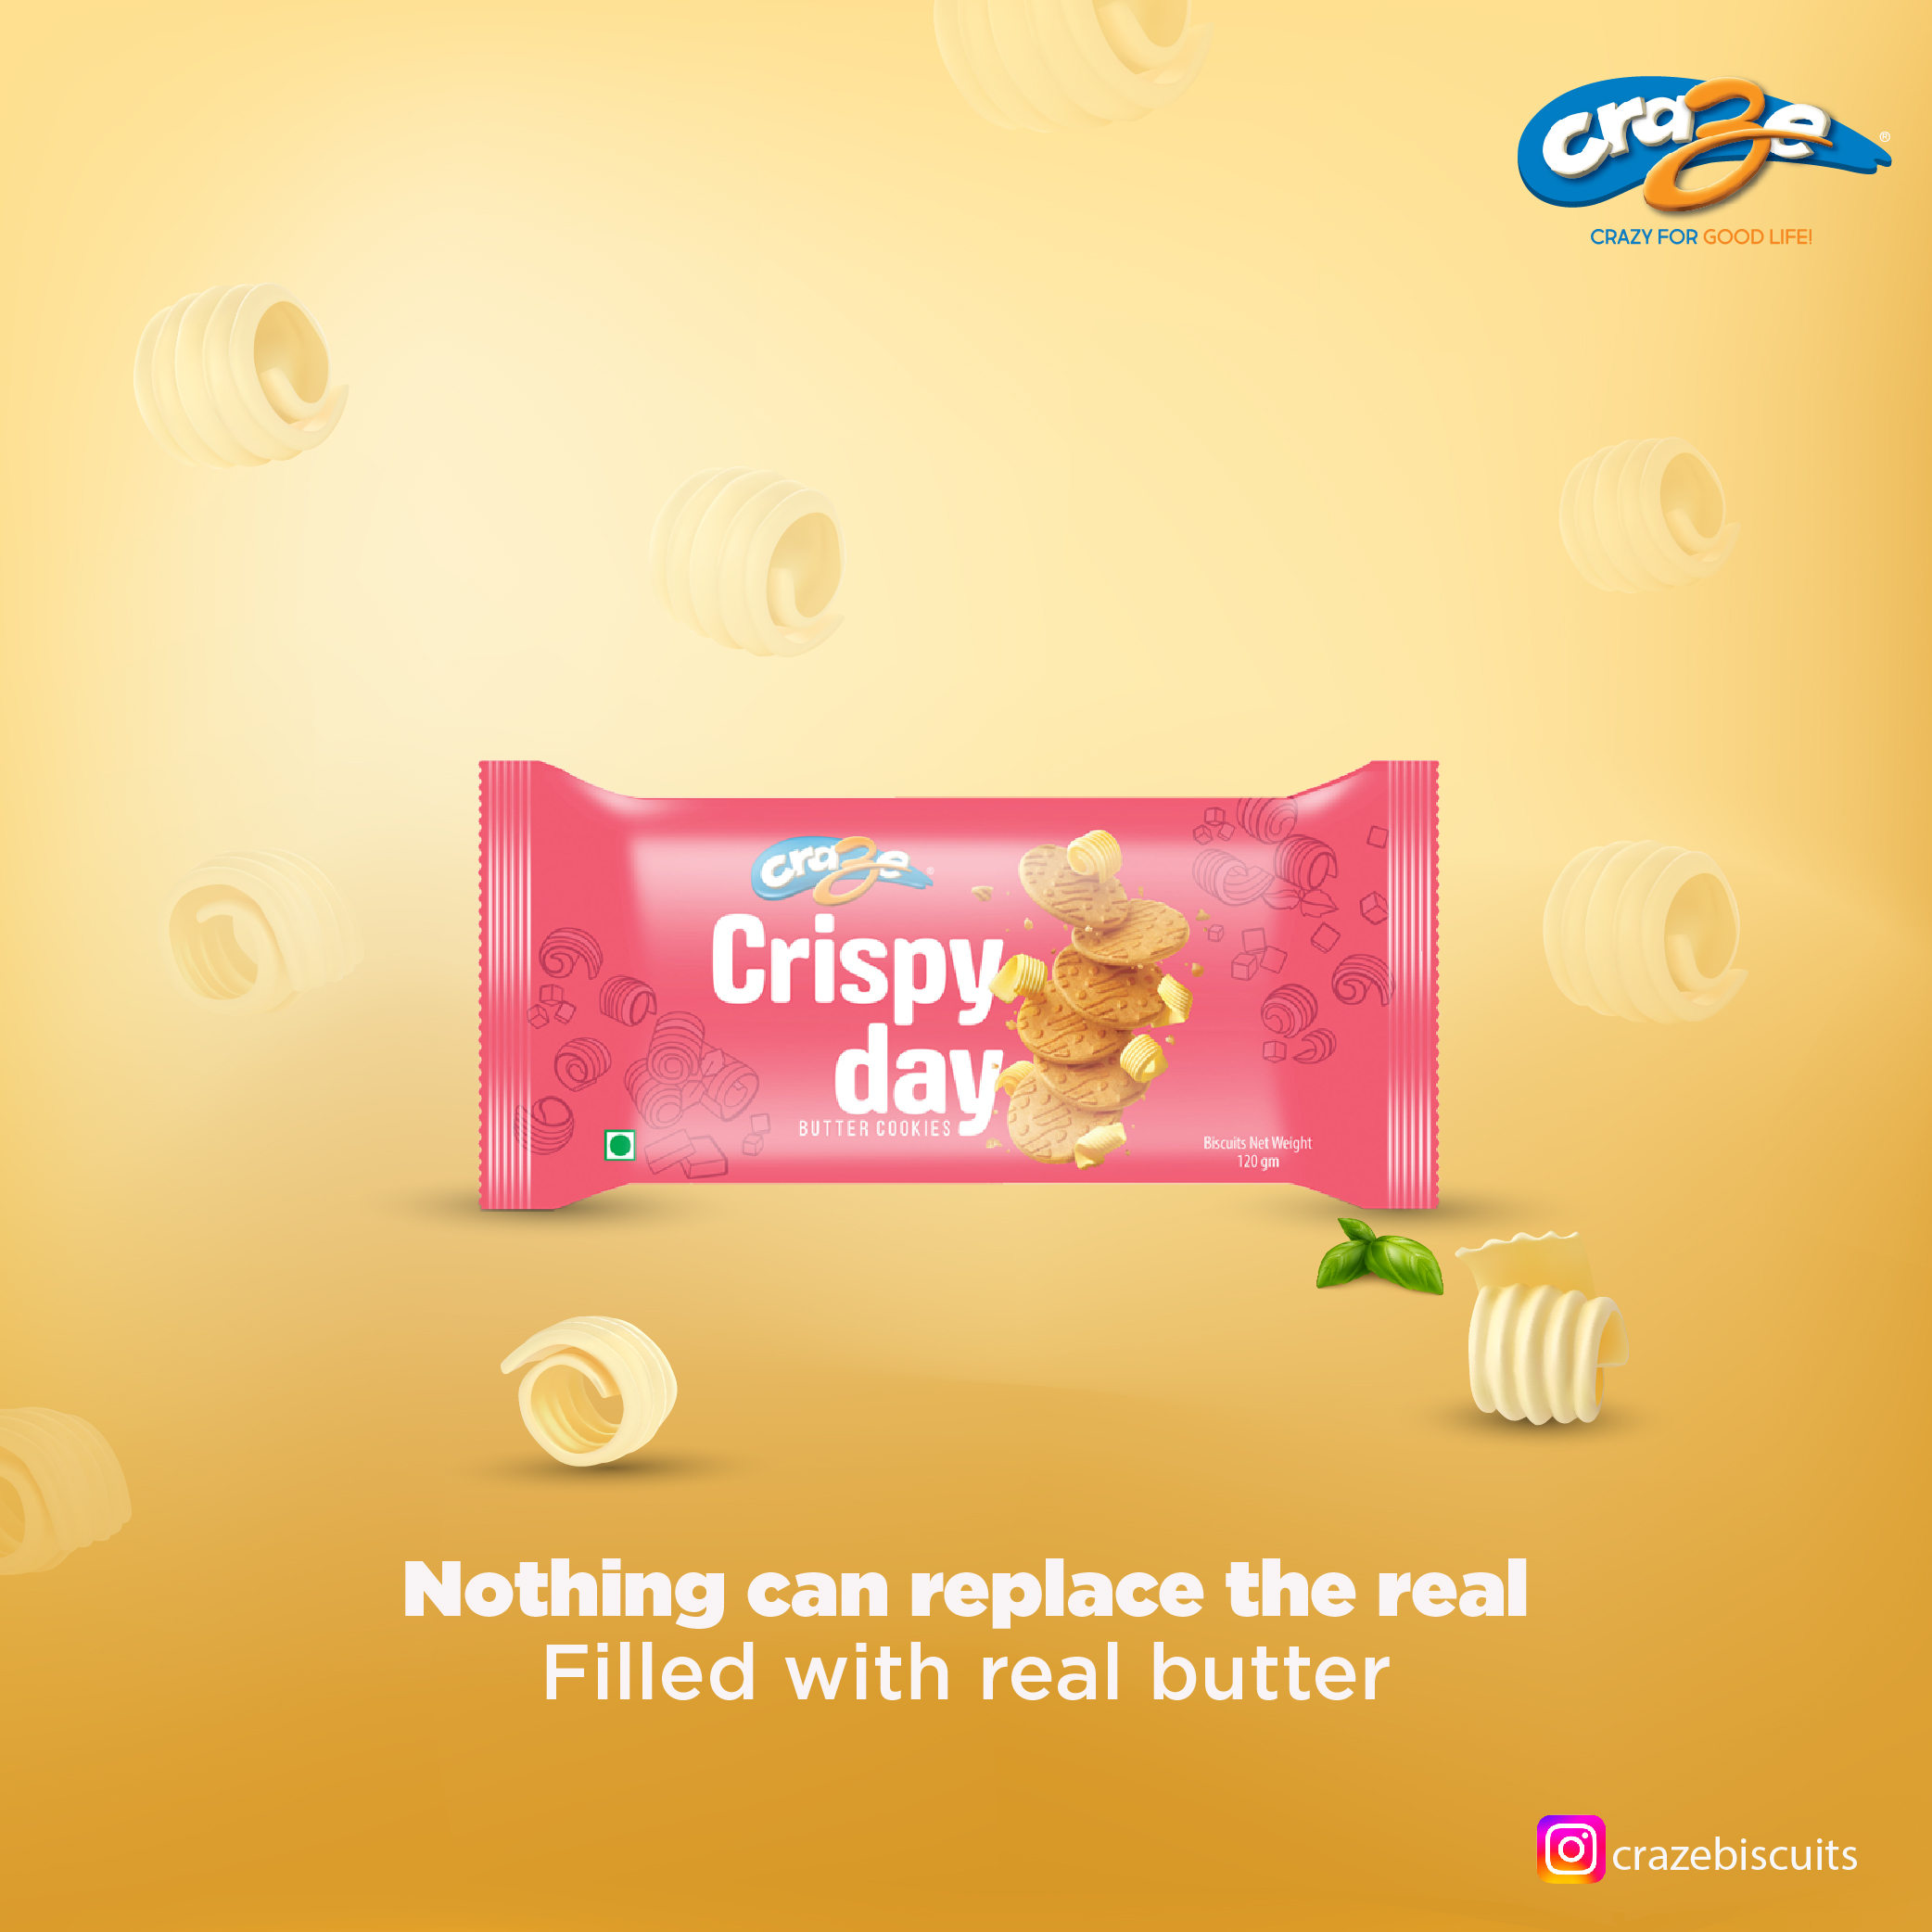 craze ®
CRAZY FOR GOOD LIFE!
craze ®
Crispy
day
BUTTER COOKIES
Biscuits Net Weight
120 gm
Nothing can replace the real
Filled with real butter
crazebiscuits